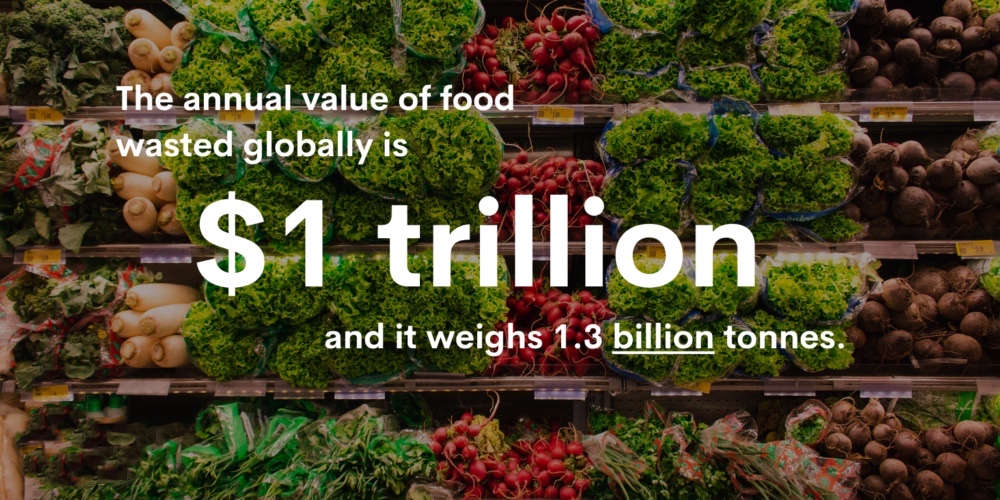 The annual value of food
wasted globally is
$1 trillion
and it weighs 1.3 billion tonnes.